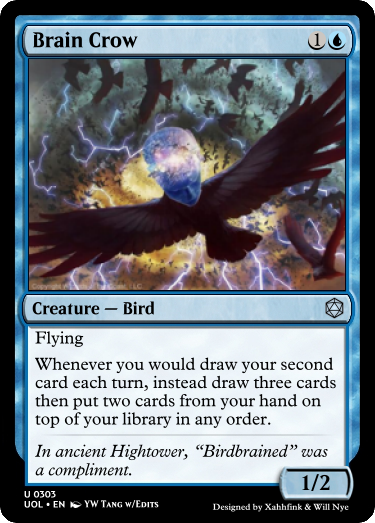 Brain Crow
1
Creature — Bird
Flying
Whenever you would draw your second
card each turn, instead draw three cards
then put two cards from your hand on
top of your library in any order.
In ancient Hightower, “Birdbrained” was
a compliment.
1/2
U 0303
UOL • EN YW Tang w/Edits
Designed by Xahhfink & Will Nye